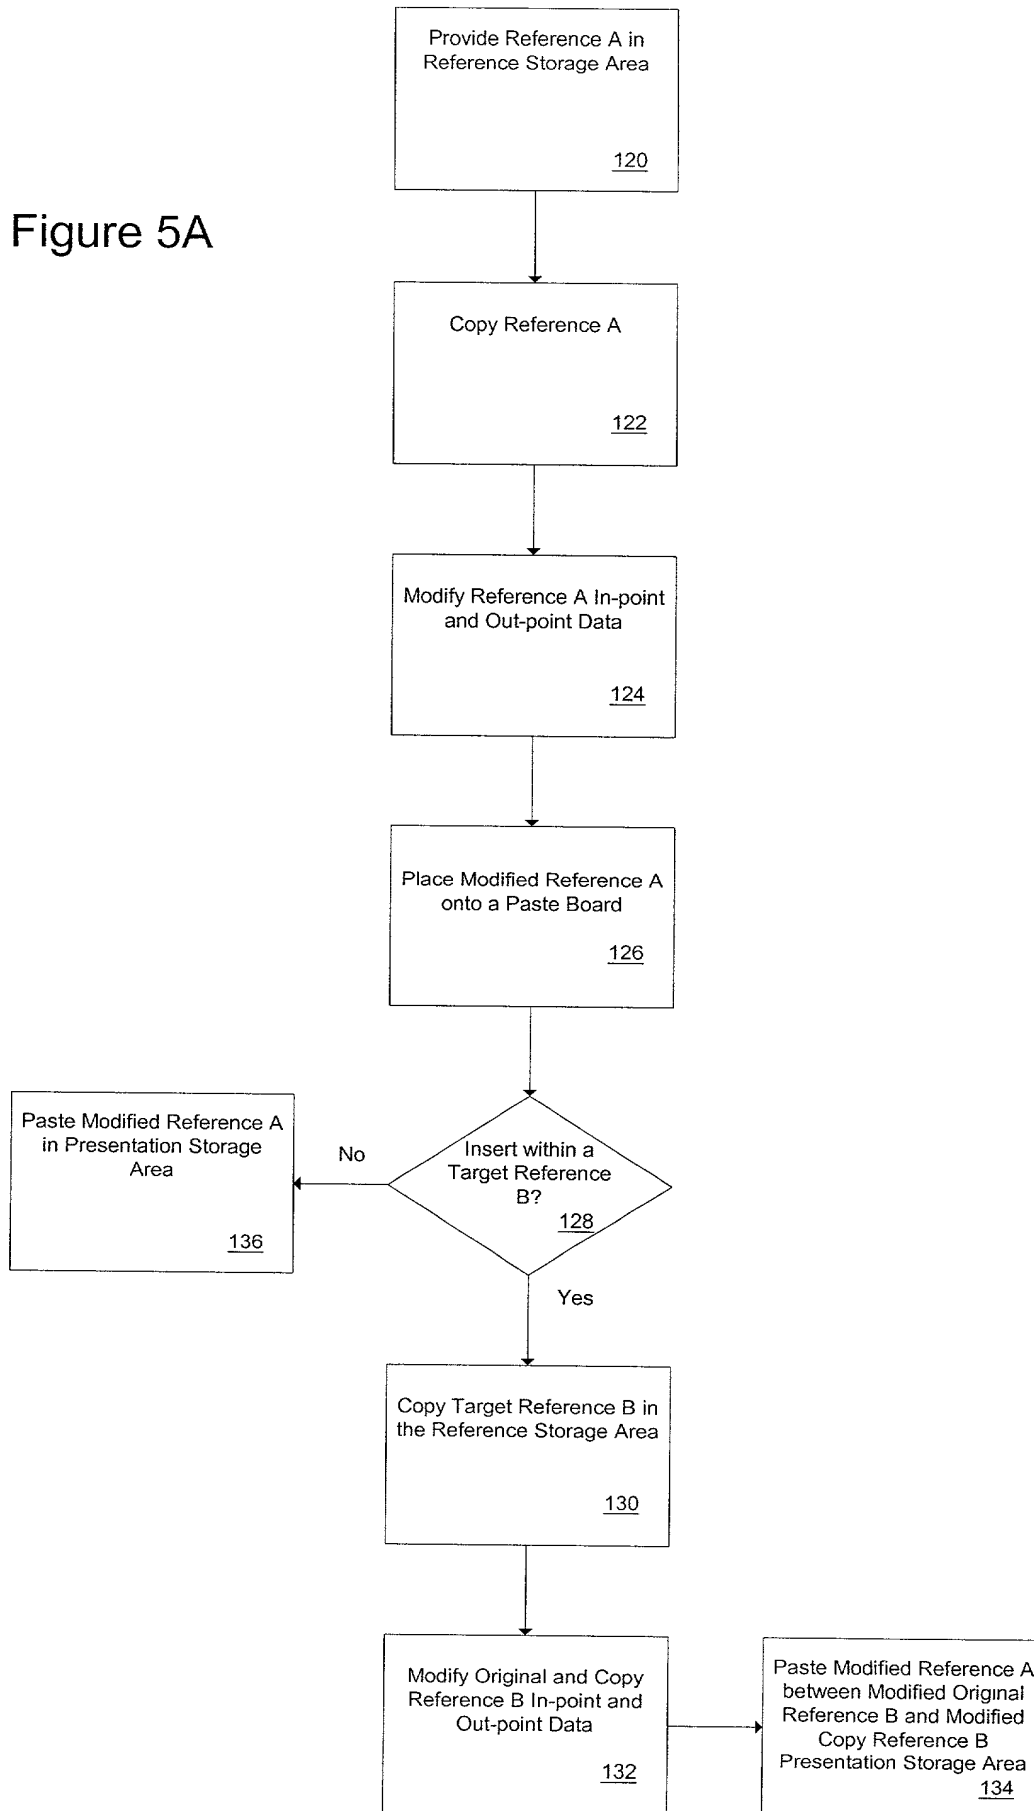 Provide Reference A in
Reference Storage Area
120
Figure 5A
Copy Reference A
122
Modify Reference A In-point
and Out-point Data
124
Place Modified Reference A
onto a Paste Board
126
Paste Modified Reference A
in Presentation Storage
Area
136
No
Insert within a
Target Reference
B?
128
Yes
Copy Target Reference B in
the Reference Storage Area
130
Modify Original and Copy
Reference B In-point and
Out-point Data
132
Paste Modified Reference A
between Modified Original
Reference B and Modified
Copy Reference B
Presentation Storage Area
134